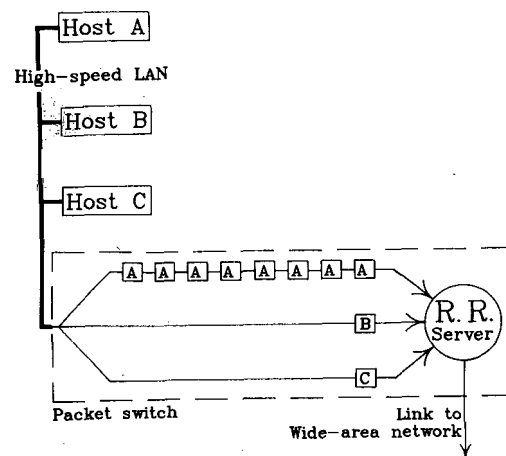 Host A
High-speed LAN
Host B
Host C
A A A A A A A A
B
C
R. R.
Server
Packet switch
Link to
Wide-area network